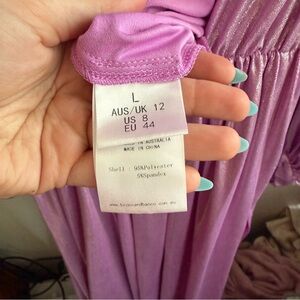 L
AUS/UK 12
US 8
EU 44
IN AUSTRALIA
MADE IN CHINA
Shell : 95%Polyester
5%Spandex